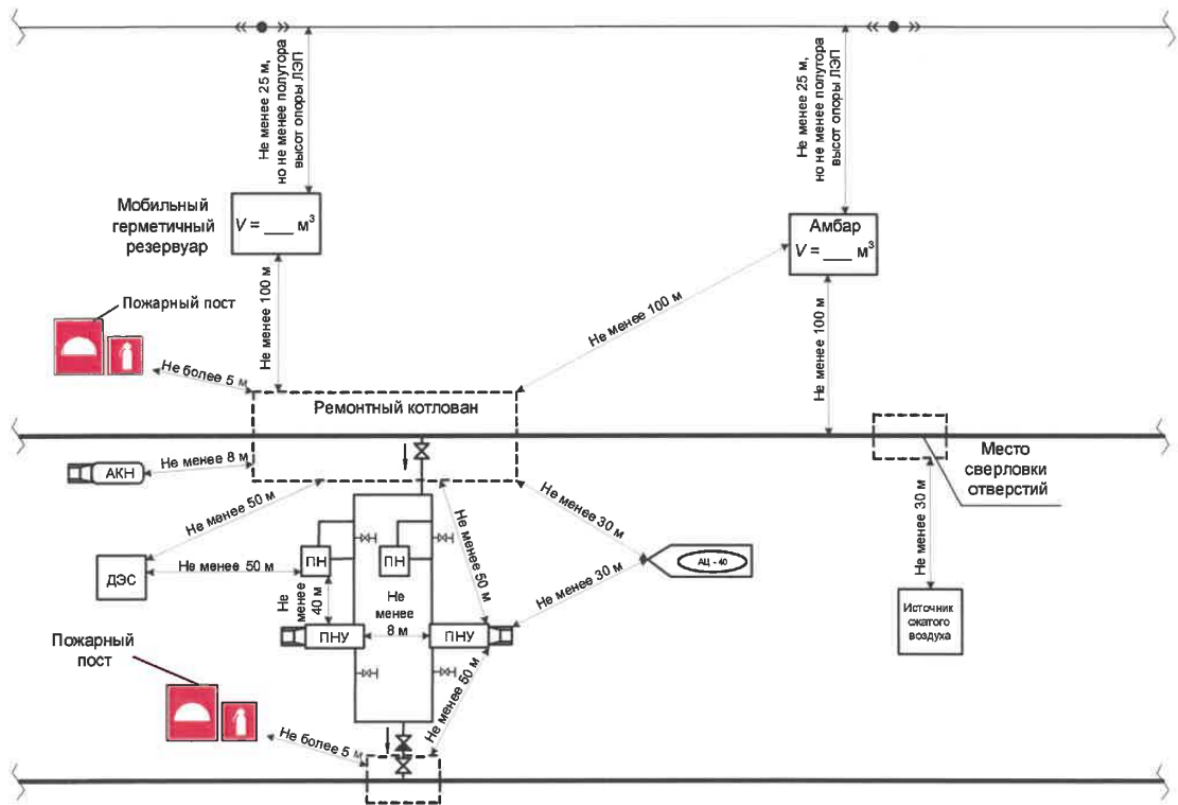 Не менее 25 м,
но не менее полутора
высот опоры ЛЭП
Не менее 25 м,
но не менее полутора
высот опоры ЛЭП
Мобильный
герметичный
резервуар
V = ___ м³
Амбар
V = ___ м³
Пожарный пост
Не менее 100 м
Не менее 100 м
Не менее 100 м
Не более 5 м
Ремонтный котлован
АКН
Не менее 8 м
Место
сверловки
отверстий
Не менее 50 м
Не менее 50 м
Не менее 30 м
Не менее 30 м
ДЭС
Не менее 50 м
ПН
ПН
АЦ - 40
Не менее 30 м
Не
менее
40 м
Не
менее
8 м
ПНУ
ПНУ
Источник
сжатого
воздуха
Пожарный
пост
Не менее 50 м
Не более 5 м